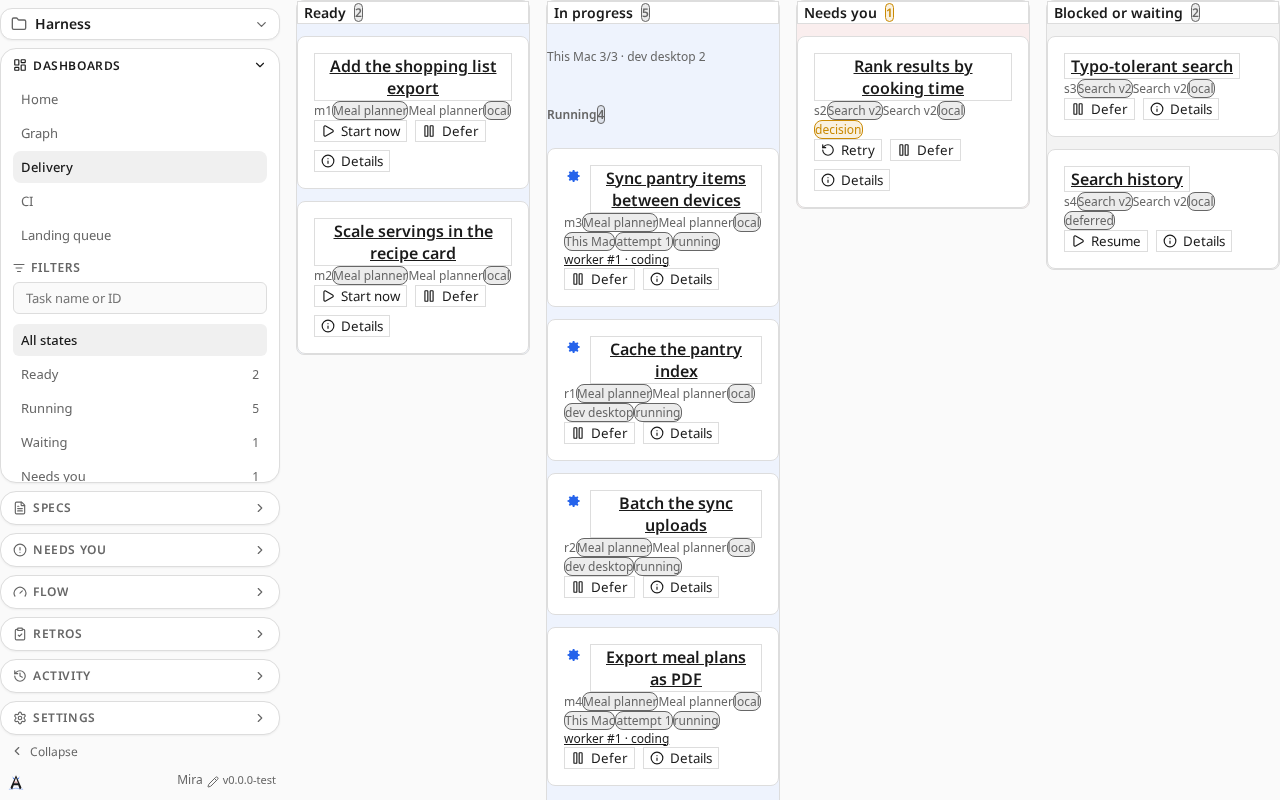 Harness
DASHBOARDS
Home
Graph
Delivery
CI
Landing queue
FILTERS
Task name or ID
All states
Ready 2
Running 5
Waiting 1
Needs you 1
SPECS
NEEDS YOU
FLOW
RETROS
ACTIVITY
SETTINGS
Collapse
Mira v0.0.0-test
Ready 2
Add the shopping list
export
m1 Meal planner Meal planner local
Start now Defer
Details
Scale servings in the
recipe card
m2 Meal planner Meal planner local
Start now Defer
Details
In progress 5
This Mac 3/3 · dev desktop 2
Running 4
Sync pantry items
between devices
m3 Meal planner Meal planner local
This Mac attempt 1 running
worker #1 · coding
Defer Details
Cache the pantry
index
r1 Meal planner Meal planner local
dev desktop running
Defer Details
Batch the sync
uploads
r2 Meal planner Meal planner local
dev desktop running
Defer Details
Export meal plans
as PDF
m4 Meal planner Meal planner local
This Mac attempt 1 running
worker #1 · coding
Defer Details
Needs you 1
Rank results by
cooking time
s2 Search v2 Search v2 local
decision
Retry Defer
Details
Blocked or waiting 2
Typo-tolerant search
s3 Search v2 Search v2 local
Defer Details
Search history
s4 Search v2 Search v2 local
deferred
Resume Details